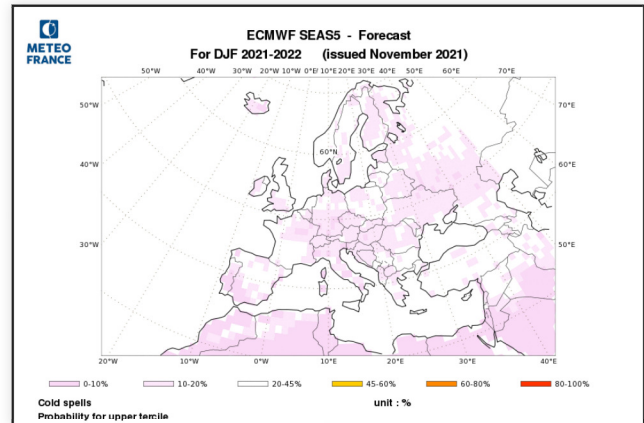 METEO
FRANCE
ECMWF SEAS5 - Forecast
For DJF 2021-2022 (issued November 2021)
50°W 40°W 30°W 20°W 10°W 0°E 10°E 20°E 30°E 40°E 50°E 60°E 70°E
50°N 70°E
60°N
40°N 60°E
30°N 50°E
20°W 10°W 0°W 10°E 20°E 30°E 40°E
0-10% 10-20% 20-45% 45-60% 60-80% 80-100%
Cold spells unit : %
Probability for upper tercile